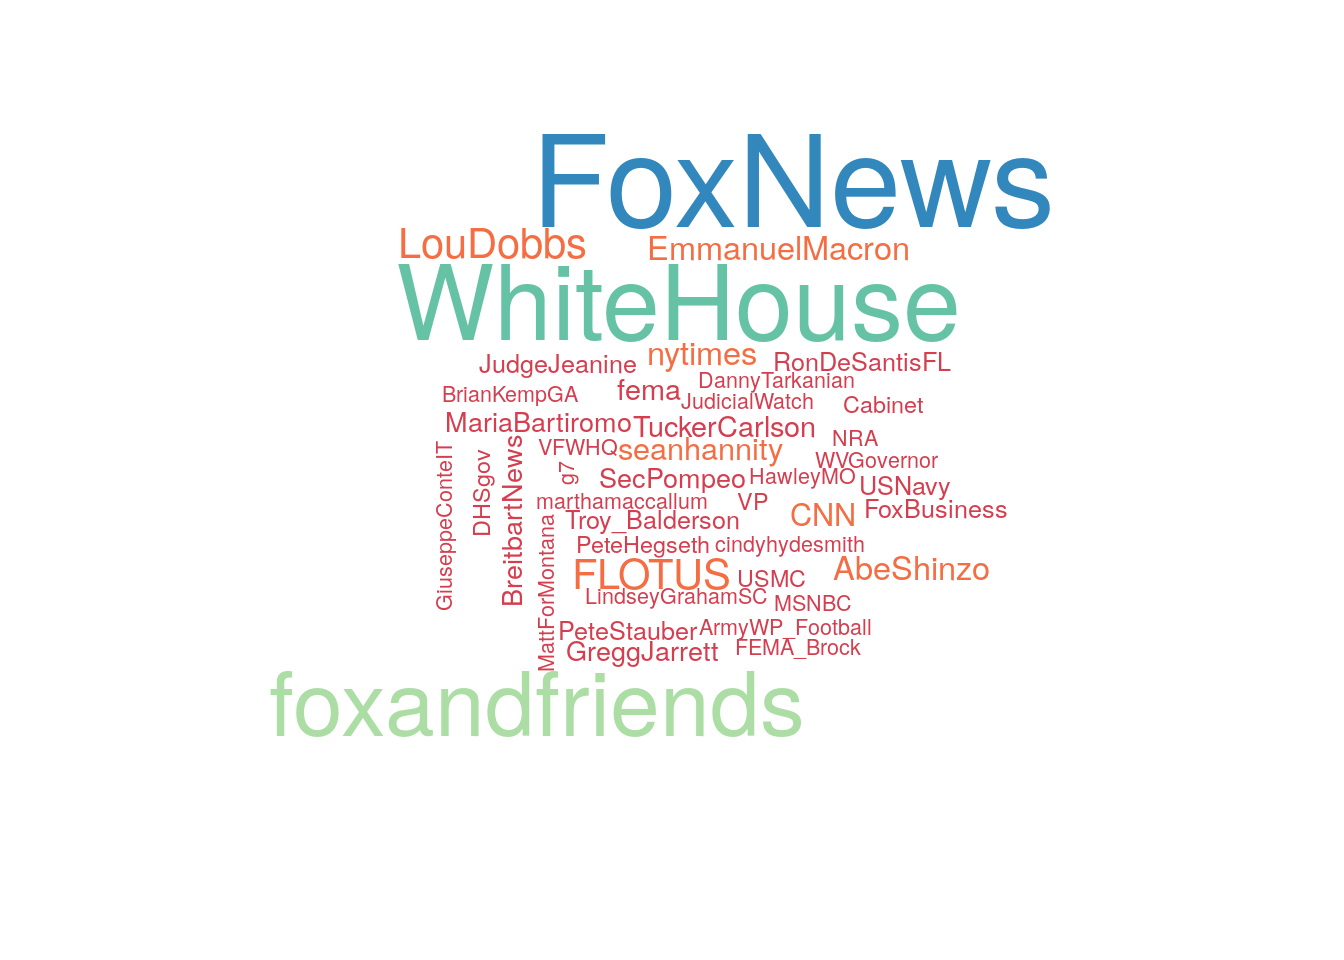 FoxNews
LouDobbs
EmmanuelMacron
WhiteHouse
nytimes
JudgeJeanine
RonDeSantisFL
DannyTarkanian
BrianKempGA
fema
JudicialWatch
Cabinet
MariaBartiromo
TuckerCarlson
NRA
VFWHQ
seanhannity
WVGovernor
GiuseppeConteIT
DHSgov
BreitbartNews
g7
SecPompeo
HawleyMO
USNavy
marthamaccallum
VP
CNN
FoxBusiness
Troy_Balderson
PeteHegseth
cindyhydesmith
MattForMontana
FLOTUS
USMC
AbeShinzo
LindseyGrahamSC
MSNBC
PeteStauber
ArmyWP_Football
GreggJarrett
FEMA_Brock
foxandfriends